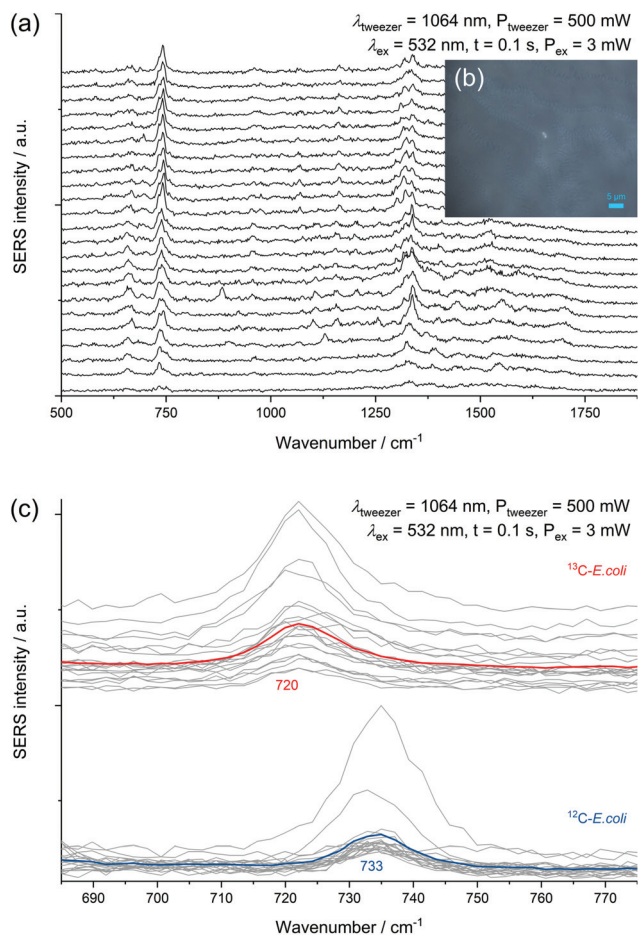 (a)
λtweezer = 1064 nm, Ptweezer = 500 mW
λex = 532 nm, t = 0.1 s, Pex = 3 mW
(b)
5 µm
SERS intensity / a.u.
500 750 1000 1250 1500 1750
Wavenumber / cm-1
(c)
λtweezer = 1064 nm, Ptweezer = 500 mW
λex = 532 nm, t = 0.1 s, Pex = 3 mW
13C-E.coli
720
SERS intensity / a.u.
12C-E.coli
733
690 700 710 720 730 740 750 760 770
Wavenumber / cm-1